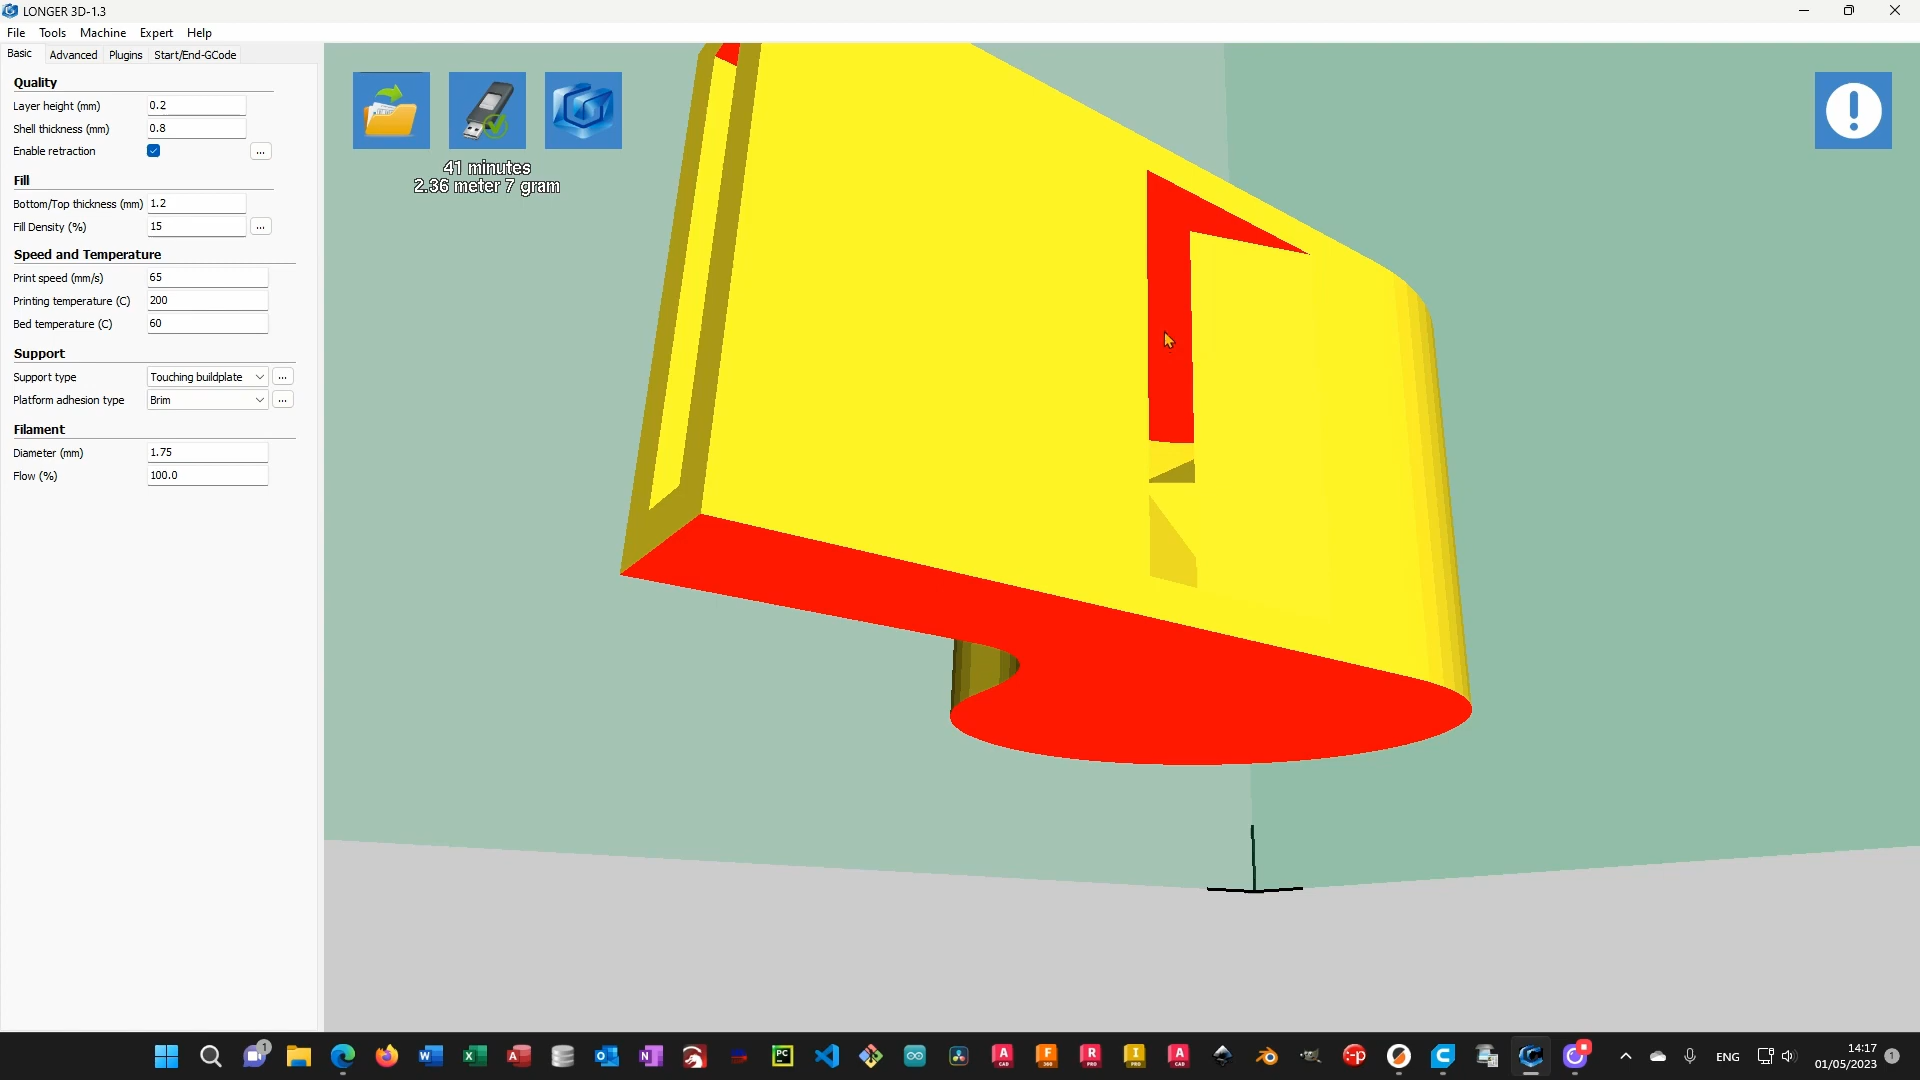 LONGER 3D-1.3
File Tools Machine Expert Help
Basic Advanced Plugins Start/End-GCode
Quality
Layer height (mm) 0.2
Shell thickness (mm) 0.8
Enable retraction ...
Fill
Bottom/Top thickness (mm) 1.2
Fill Density (%) 15 ...
Speed and Temperature
Print speed (mm/s) 65
Printing temperature (C) 200
Bed temperature (C) 60
Support
Support type Touching buildplate ...
Platform adhesion type Brim ...
Filament
Diameter (mm) 1.75
Flow (%) 100.0
41 minutes
2.36 meter 7 gram
ENG
14:17
01/05/2023
1